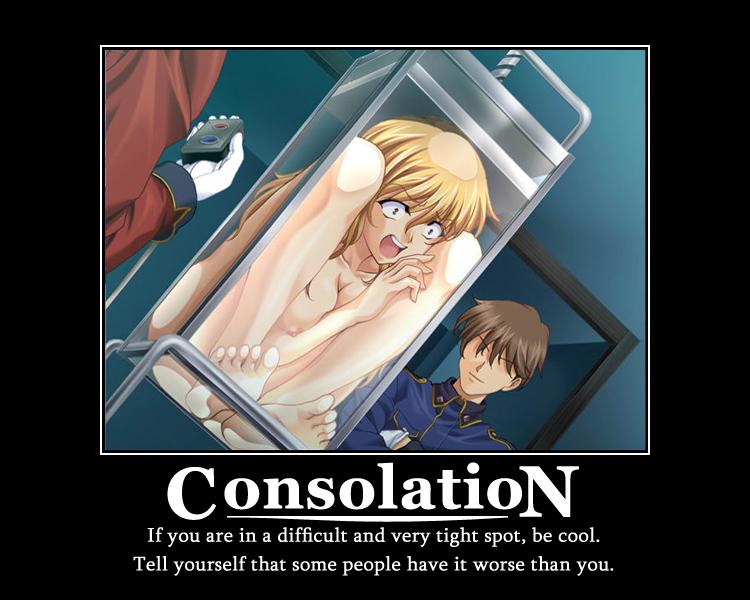 Consolation
If you are in a difficult and very tight spot, be cool.
Tell yourself that some people have it worse than you.